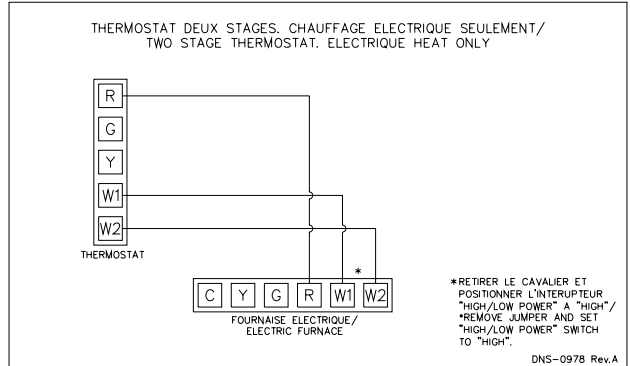 THERMOSTAT DEUX STAGES. CHAUFFAGE ELECTRIQUE SEULEMENT/
TWO STAGE THERMOSTAT. ELECTRIQUE HEAT ONLY
R
G
Y
W1
W2
THERMOSTAT
*
C Y G R W1 W2
FOURNAISE ELECTRIQUE/
ELECTRIC FURNACE
*RETIRER LE CAVALIER ET
POSITIONNER L'INTERUPTEUR
"HIGH/LOW POWER" A "HIGH"/
*REMOVE JUMPER AND SET
"HIGH/LOW POWER" SWITCH
TO "HIGH".
DNS-0978 Rev.A